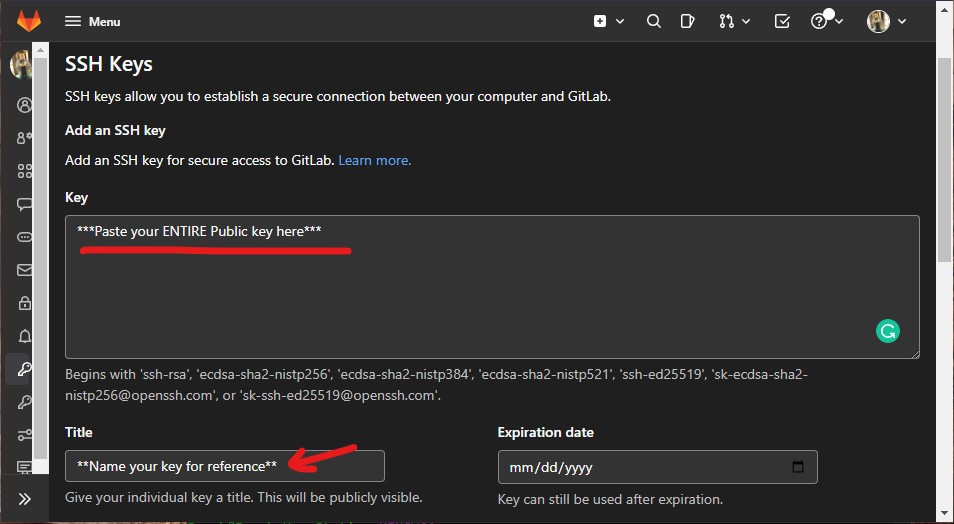 Menu
SSH Keys
SSH keys allow you to establish a secure connection between your computer and GitLab.
Add an SSH key
Add an SSH key for secure access to GitLab. Learn more.
Key
***Paste your ENTIRE Public key here***
Begins with 'ssh-rsa', 'ecdsa-sha2-nistp256', 'ecdsa-sha2-nistp384', 'ecdsa-sha2-nistp521', 'ssh-ed25519', 'sk-ecdsa-sha2-
nistp256@openssh.com', or 'sk-ssh-ed25519@openssh.com'.
Title
Expiration date
**Name your key for reference**
mm/dd/yyyy
Give your individual key a title. This will be publicly visible.
Key can still be used after expiration.